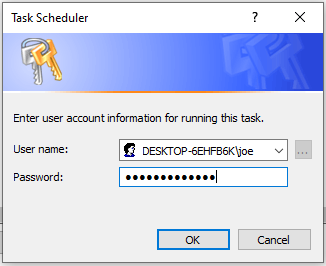 Task Scheduler
?
Enter user account information for running this task.
User name: DESKTOP-6EHFB6K\joe ...
Password: ●●●●●●●●●●●●●
OK Cancel